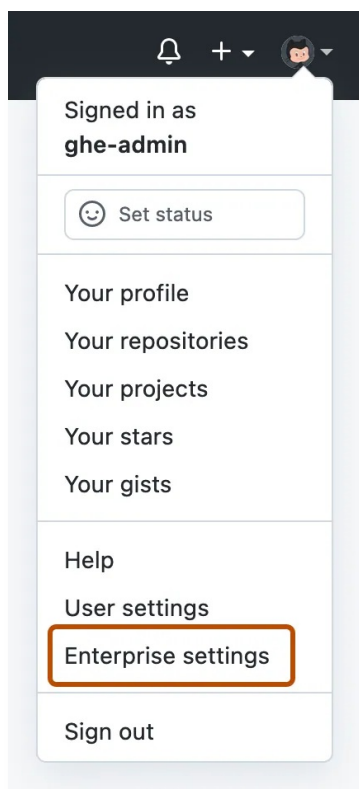 Signed in as
ghe-admin
Set status
Your profile
Your repositories
Your projects
Your stars
Your gists
Help
User settings
Enterprise settings
Sign out